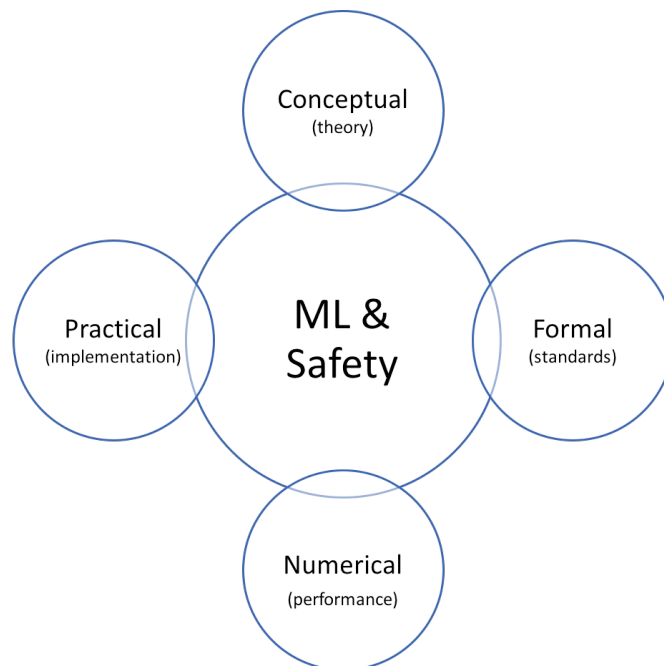 Conceptual
(theory)
Practical
(implementation)
ML &
Safety
Formal
(standards)
Numerical
(performance)